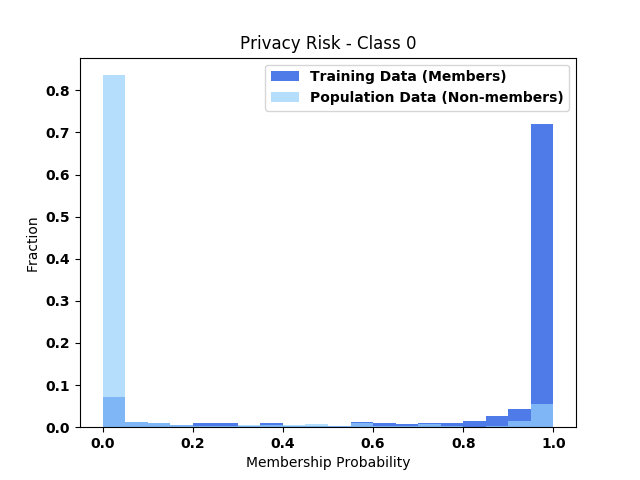 Privacy Risk - Class 0
Training Data (Members)
Population Data (Non-members)
Fraction
0.8
0.7
0.6
0.5
0.4
0.3
0.2
0.1
0.0
0.0 0.2 0.4 0.6 0.8 1.0
Membership Probability